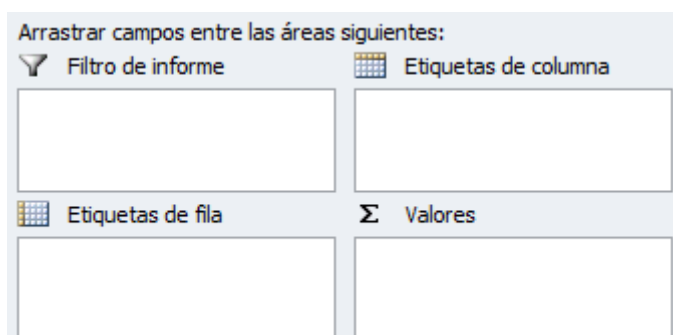 Arrastrar campos entre las áreas siguientes:
Filtro de informe
Etiquetas de columna
Etiquetas de fila
Σ Valores